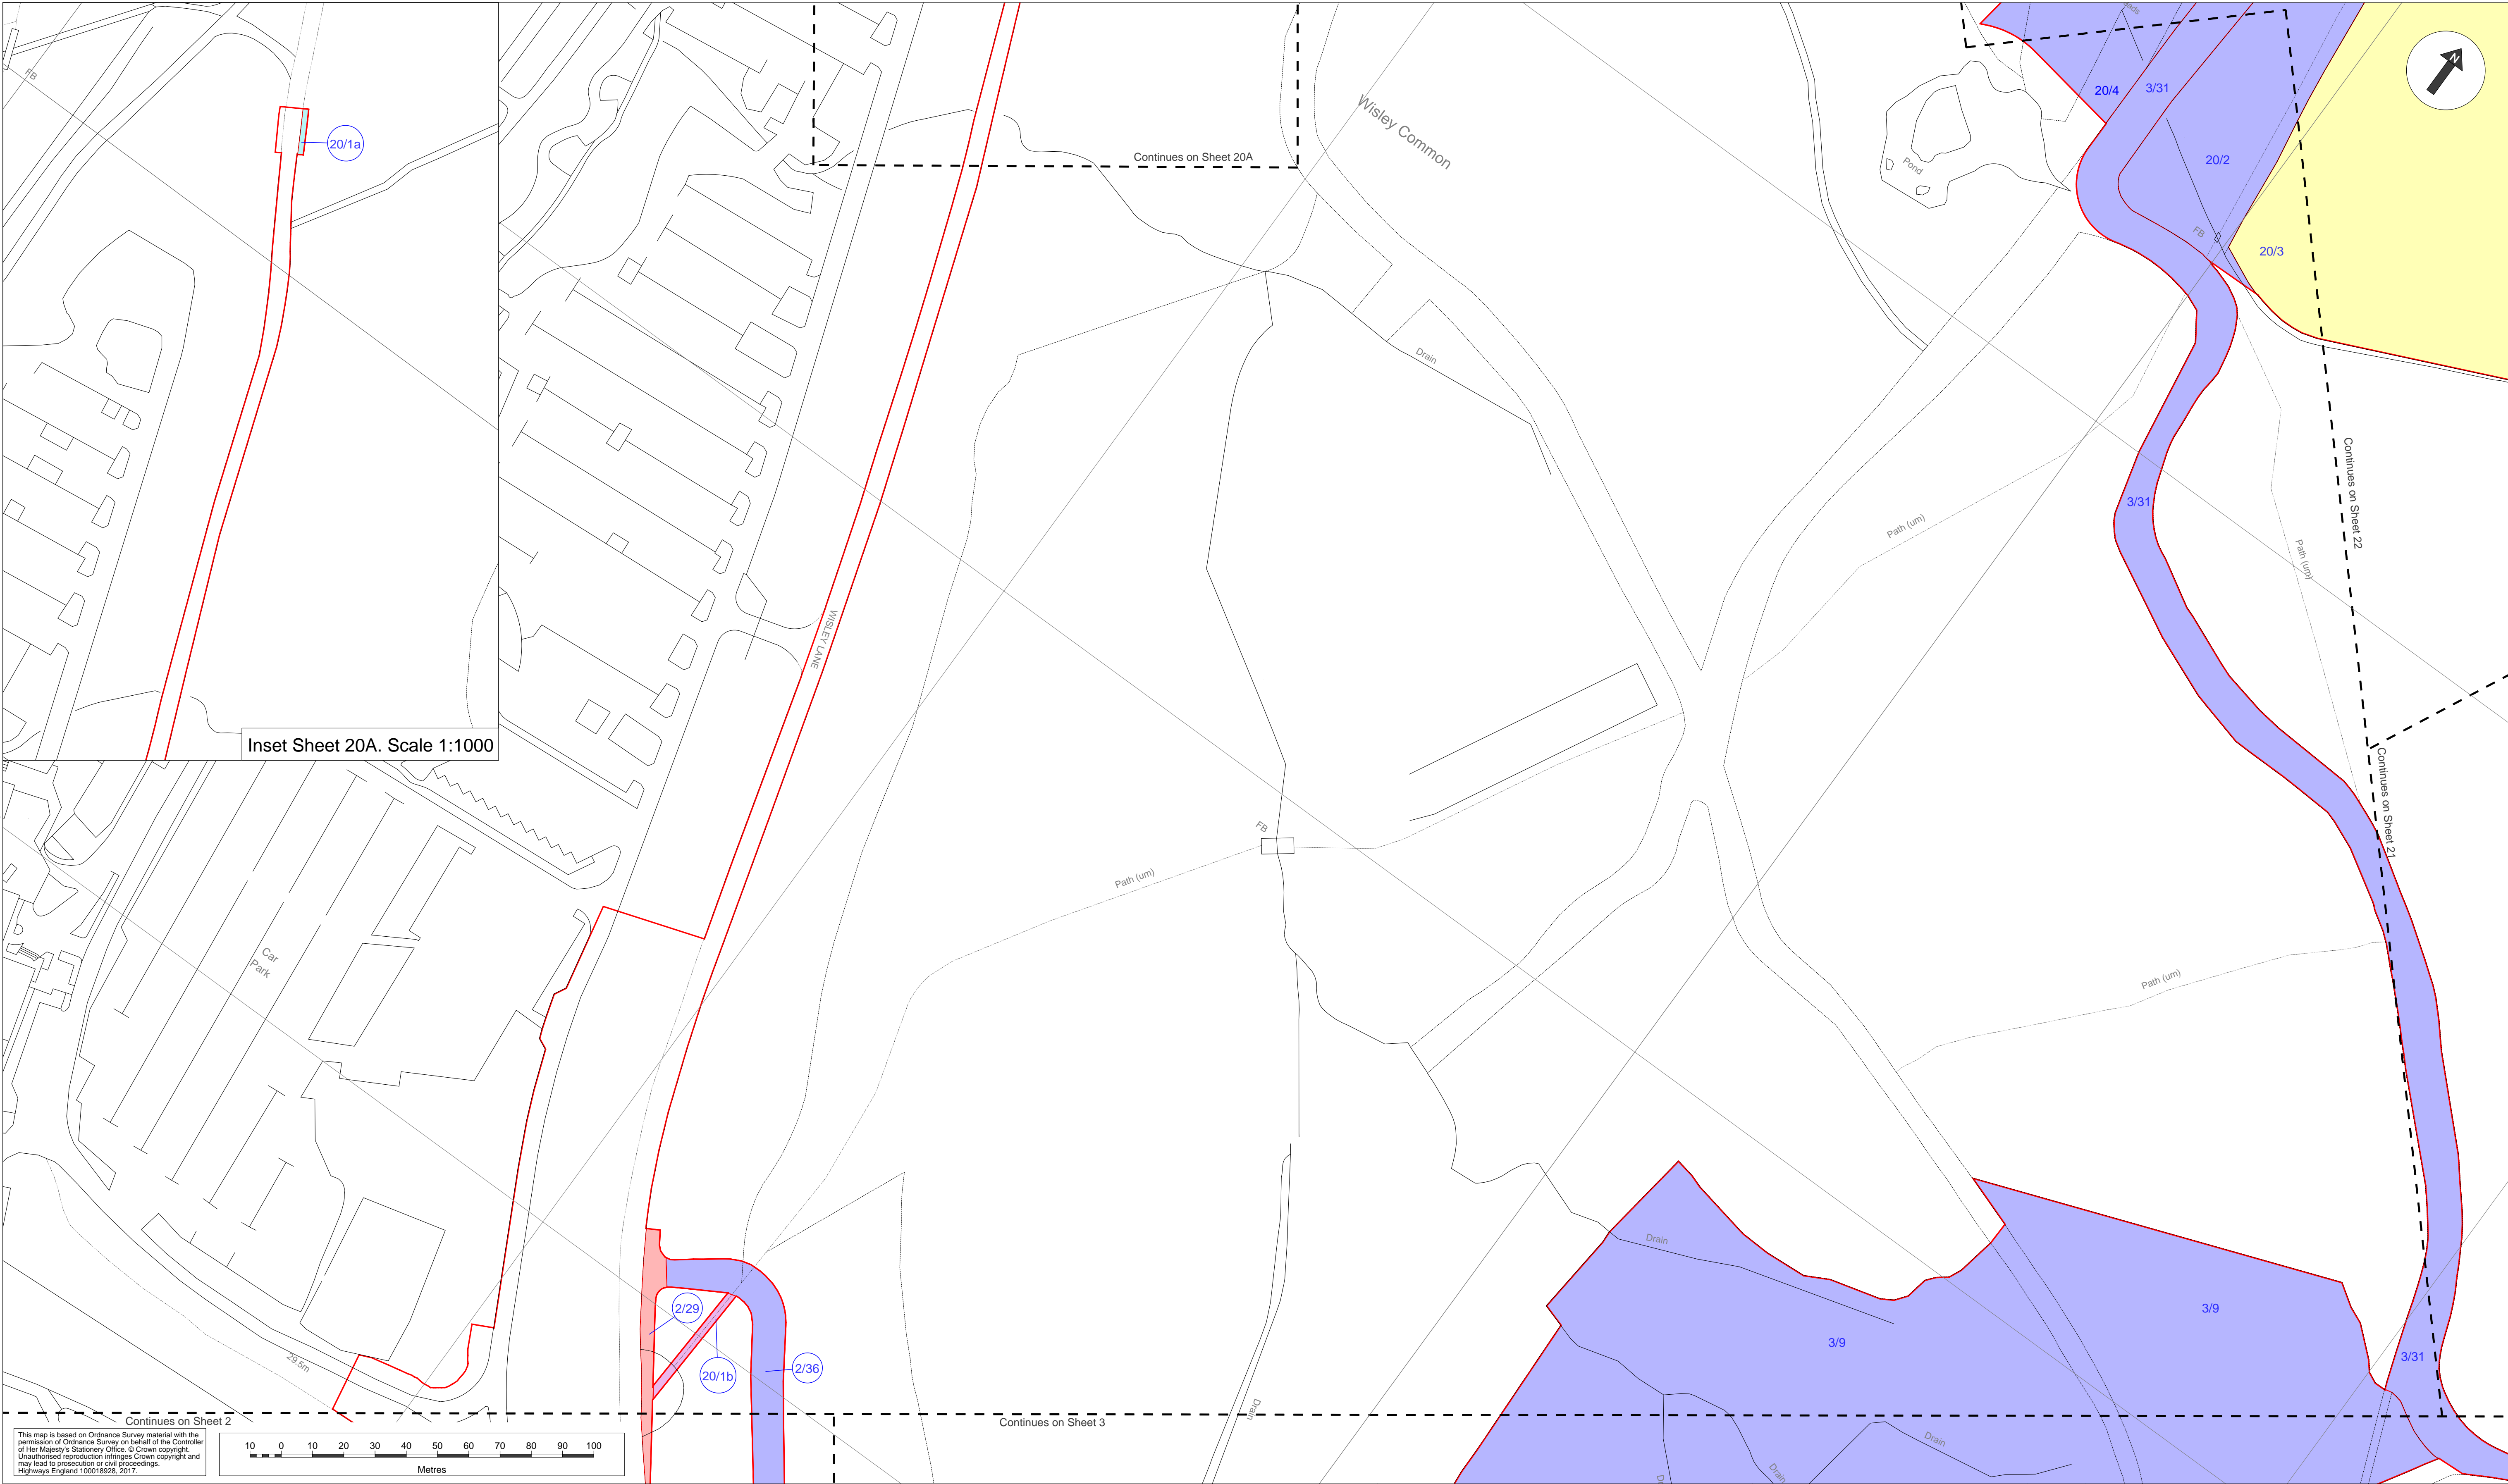 FB
20/1a
Inset Sheet 20A. Scale 1:1000
Continues on Sheet 20A
Wisley Common
Pond
20/4
3/31
20/2
FB
20/3
N
Drain
3/31
Continues on Sheet 22
Path (um)
Path (um)
WISLEY LANE
Continues on Sheet 21
FB
Path (um)
Car
Park
Path (um)
Drain
2/29
20/1b
2/36
3/9
3/9
3/31
29.5m
Drain
Continues on Sheet 2
Continues on Sheet 3
Drain
Drain
This map is based on Ordnance Survey material with the
permission of Ordnance Survey on behalf of the Controller
of Her Majesty's Stationery Office. © Crown copyright.
Unauthorised reproduction infringes Crown copyright and
may lead to prosecution or civil proceedings.
Highways England 100018928, 2017.
10 0 10 20 30 40 50 60 70 80 90 100
Metres